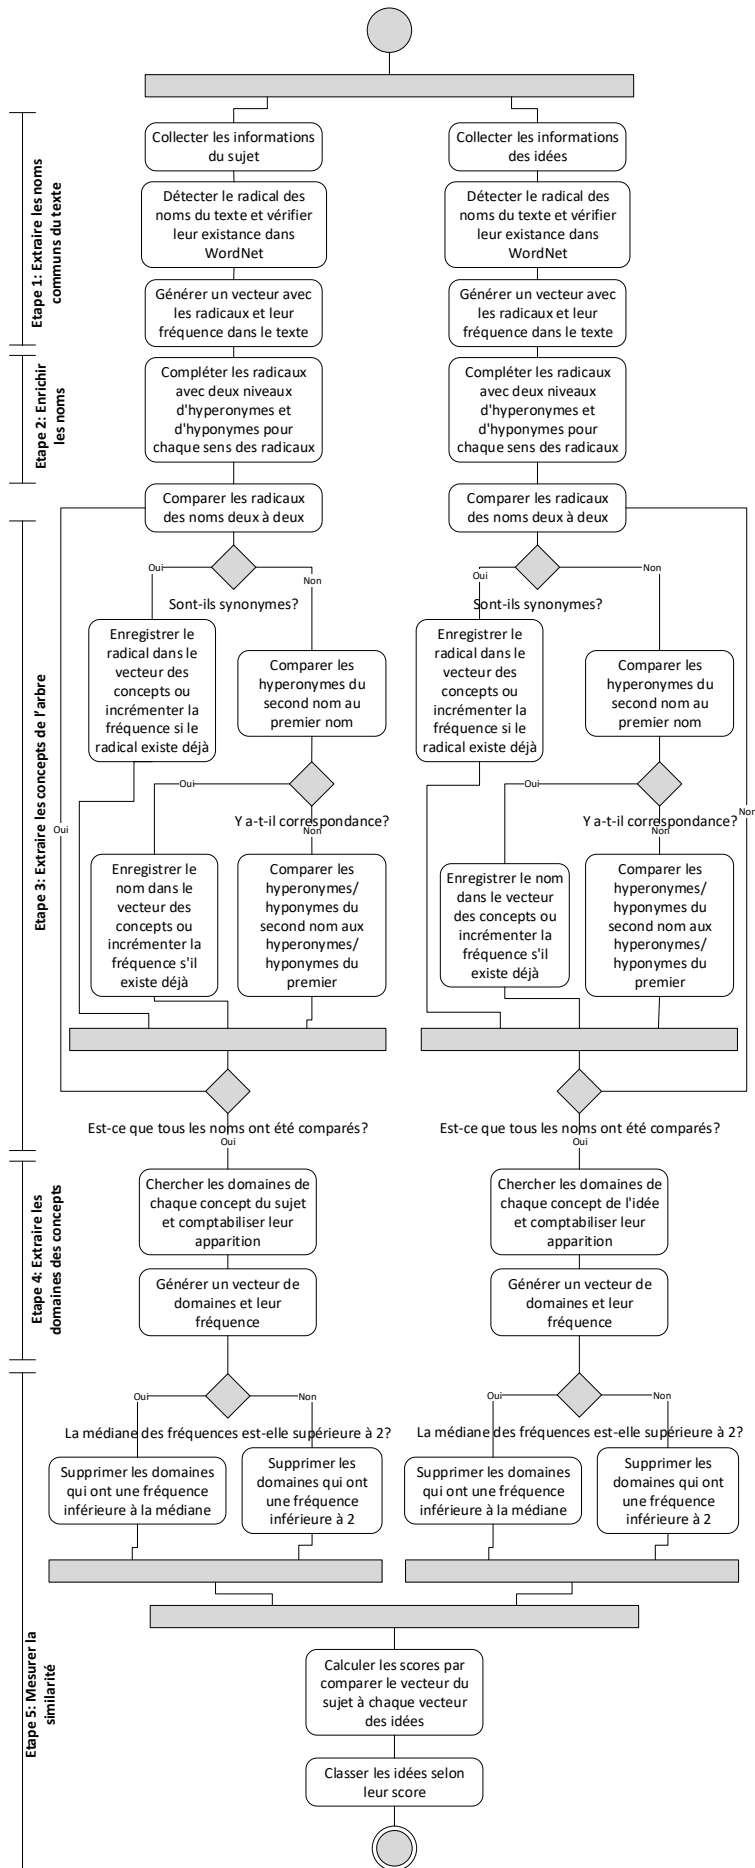 Etape 1: Extraire les noms
communs du texte
Collecter les informations
du sujet
Collecter les informations
des idées
Détecter le radical des
noms du texte et vérifier
leur existance dans
WordNet
Détecter le radical des
noms du texte et vérifier
leur existance dans
WordNet
Générer un vecteur avec
les radicaux et leur
fréquence dans le texte
Générer un vecteur avec
les radicaux et leur
fréquence dans le texte
Etape 2: Enrichir
les noms
Compléter les radicaux
avec deux niveaux
d'hyperonymes et
d'hyponymes pour
chaque sens des radicaux
Compléter les radicaux
avec deux niveaux
d'hyperonymes et
d'hyponymes pour
chaque sens des radicaux
Etape 3: Extraire les concepts de l'arbre
Comparer les radicaux
des noms deux à deux
Comparer les radicaux
des noms deux à deux
Oui
Non
Sont-ils synonymes?
Oui
Non
Sont-ils synonymes?
Enregistrer le
radical dans le
vecteur des
concepts ou
incrémenter la
fréquence si le
radical existe déjà
Comparer les
hyperonymes du
second nom au
premier nom
Enregistrer le
radical dans le
vecteur des
concepts ou
incrémenter la
fréquence si le
radical existe déjà
Comparer les
hyperonymes du
second nom au
premier nom
Oui
Y a-t-il correspondance?
Non
Oui
Y a-t-il correspondance?
Non
Oui
Non
Enregistrer le
nom dans le
vecteur des
concepts ou
incrémenter la
fréquence s'il
existe déjà
Comparer les
hyperonymes/
hyponymes du
second nom aux
hyperonymes/
hyponymes du
premier
Enregistrer le nom
dans le vecteur
des concepts ou
incrémenter la
fréquence s'il
existe déjà
Comparer les
hyperonymes/
hyponymes du
second nom aux
hyperonymes/
hyponymes du
premier
Est-ce que tous les noms ont été comparés?
Oui
Est-ce que tous les noms ont été comparés?
Oui
Etape 4: Extraire les
domaines des concepts
Chercher les domaines de
chaque concept du sujet
et comptabiliser leur
apparition
Chercher les domaines de
chaque concept de l'idée
et comptabiliser leur
apparition
Générer un vecteur de
domaines et leur
fréquence
Générer un vecteur de
domaines et leur
fréquence
Etape 5: Mesurer la
similarité
Oui
Non
La médiane des fréquences est-elle supérieure à 2?
Oui
Non
La médiane des fréquences est-elle supérieure à 2?
Supprimer les domaines
qui ont une fréquence
inférieure à la médiane
Supprimer les
domaines qui ont
une fréquence
inférieure à 2
Supprimer les domaines
qui ont une fréquence
inférieure à la médiane
Supprimer les
domaines qui ont
une fréquence
inférieure à 2
Calculer les scores par
comparer le vecteur du
sujet à chaque vecteur
des idées
Classer les idées selon
leur score